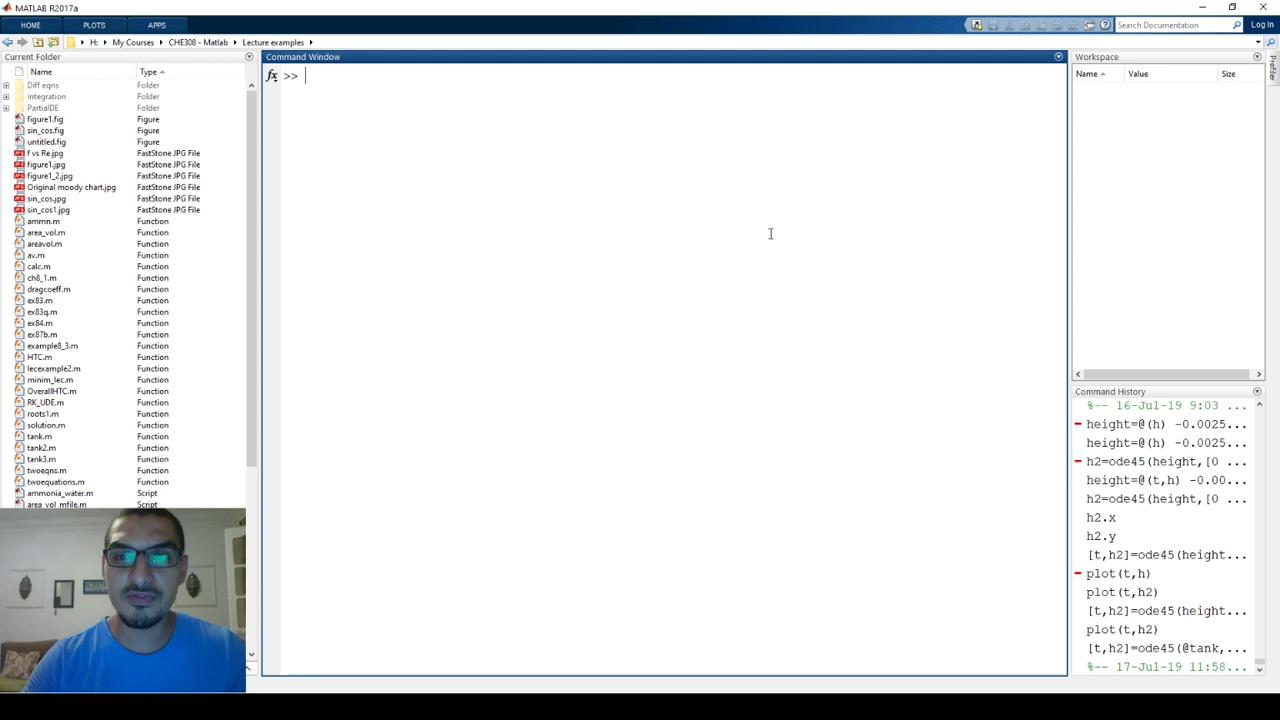 MATLAB R2017a
HOME PLOTS APPS Search Documentation Log In
H: My Courses CHE308 - Matlab Lecture examples
Current Folder
Name Type
Diff eqns Folder
integration Folder
PartialDE Folder
figure1.fig Figure
sin_cos.fig Figure
untitled.fig Figure
f vs Re.jpg FastStone JPG File
figure1.jpg FastStone JPG File
figure1_2.jpg FastStone JPG File
Original moody chart.jpg FastStone JPG File
sin_cos.jpg FastStone JPG File
sin_cos1.jpg FastStone JPG File
ammn.m Function
area_vol.m Function
areavol.m Function
av.m Function
calc.m Function
ch8_1.m Function
dragcoeff.m Function
ex83.m Function
ex83q.m Function
ex84.m Function
ex87b.m Function
example8_3.m Function
HTC.m Function
lecexample2.m Function
minim_lec.m Function
OverallHTC.m Function
RK_UDE.m Function
roots1.m Function
solution.m Function
tank.m Function
tank2.m Function
tank3.m Function
twoeqns.m Function
twoequations.m Function
ammonia_water.m Script
area_vol_mfile.m Script
Command Window
fx >>
Workspace
Name Value Size
Prefiler
Command History
%-- 16-Jul-19 9:03 ...
height=@(h) -0.0025...
height=@(h) -0.0025...
h2=ode45(height,[0 ...
height=@(t,h) -0.00...
h2=ode45(height,[0 ...
h2.x
h2.y
[t,h2]=ode45(height...
plot(t,h)
plot(t,h2)
[t,h2]=ode45(height...
plot(t,h2)
[t,h2]=ode45(@tank,...
%-- 17-Jul-19 11:58...